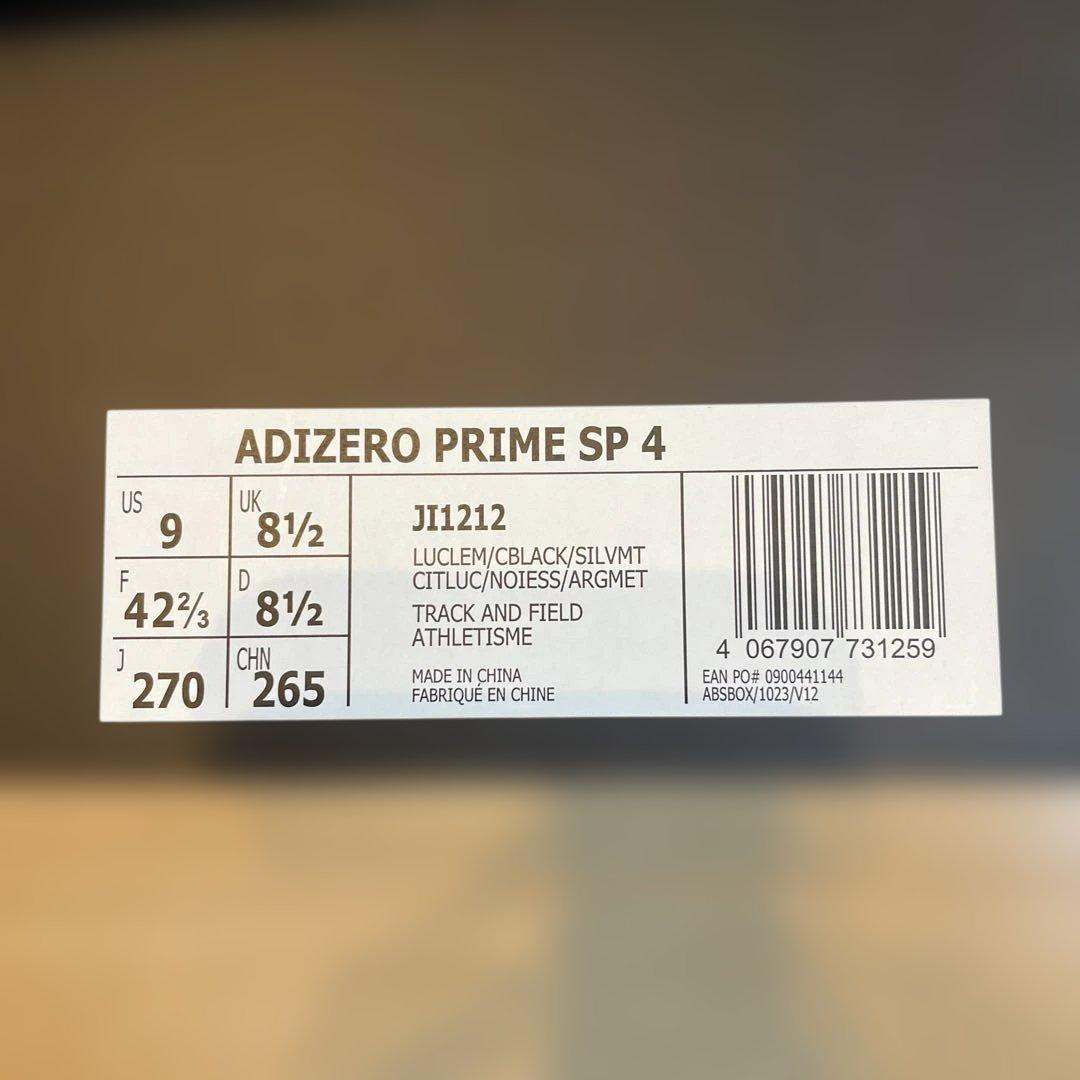 ADIZERO PRIME SP 4
US 9
UK 8½
F 42⅔
D 8½
J 270
CHN 265
JI1212
LUCLEM/CBLACK/SILVMT
CITLUC/NOIESS/ARGMET
TRACK AND FIELD
ATHLETISME
MADE IN CHINA
FABRIQUÉ EN CHINE
4 067907 731259
EAN PO# 0900441144
ABSBOX/1023/V12